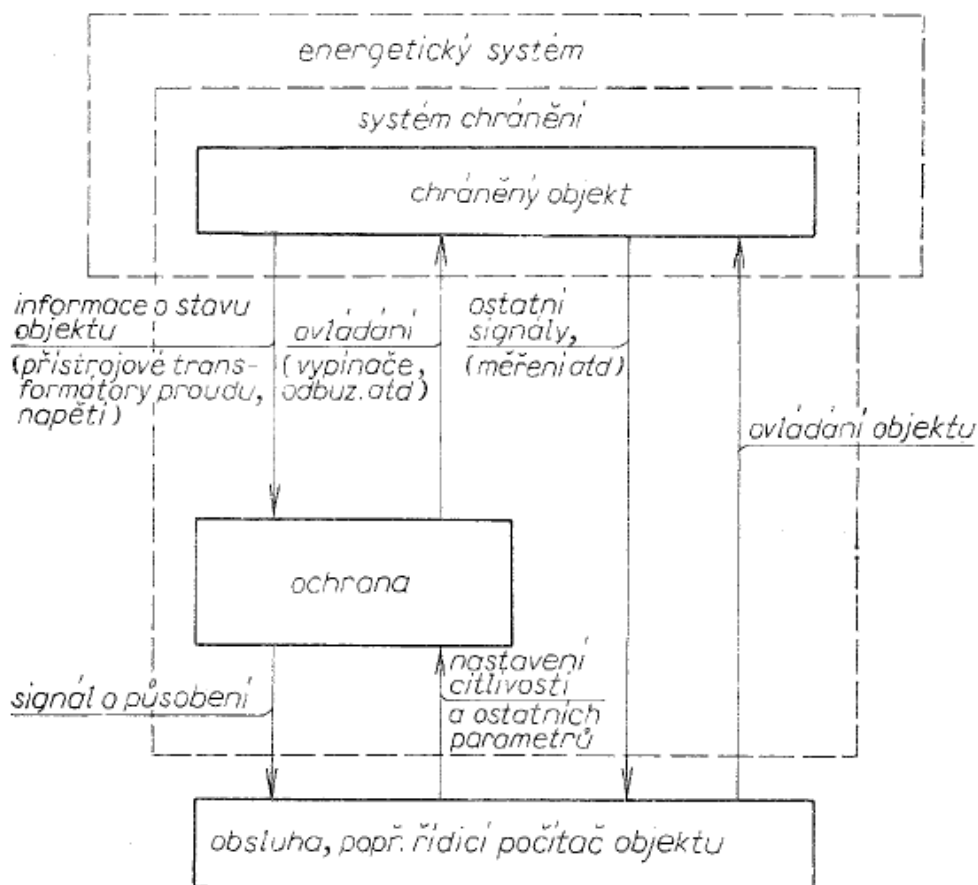 energetický systém
systém chránění
chráněný objekt
informace o stavu
objektu
(přístrojové trans-
formátory proudu,
napětí)
ovládání
(vypínače,
odbuz. atd)
ostatní
signály,
(měření atd)
ovládání objektu
ochrana
signál o působení
nastavení
citlivosti
a ostatních
parametrů
obsluha, popř. řídicí počítač objektu